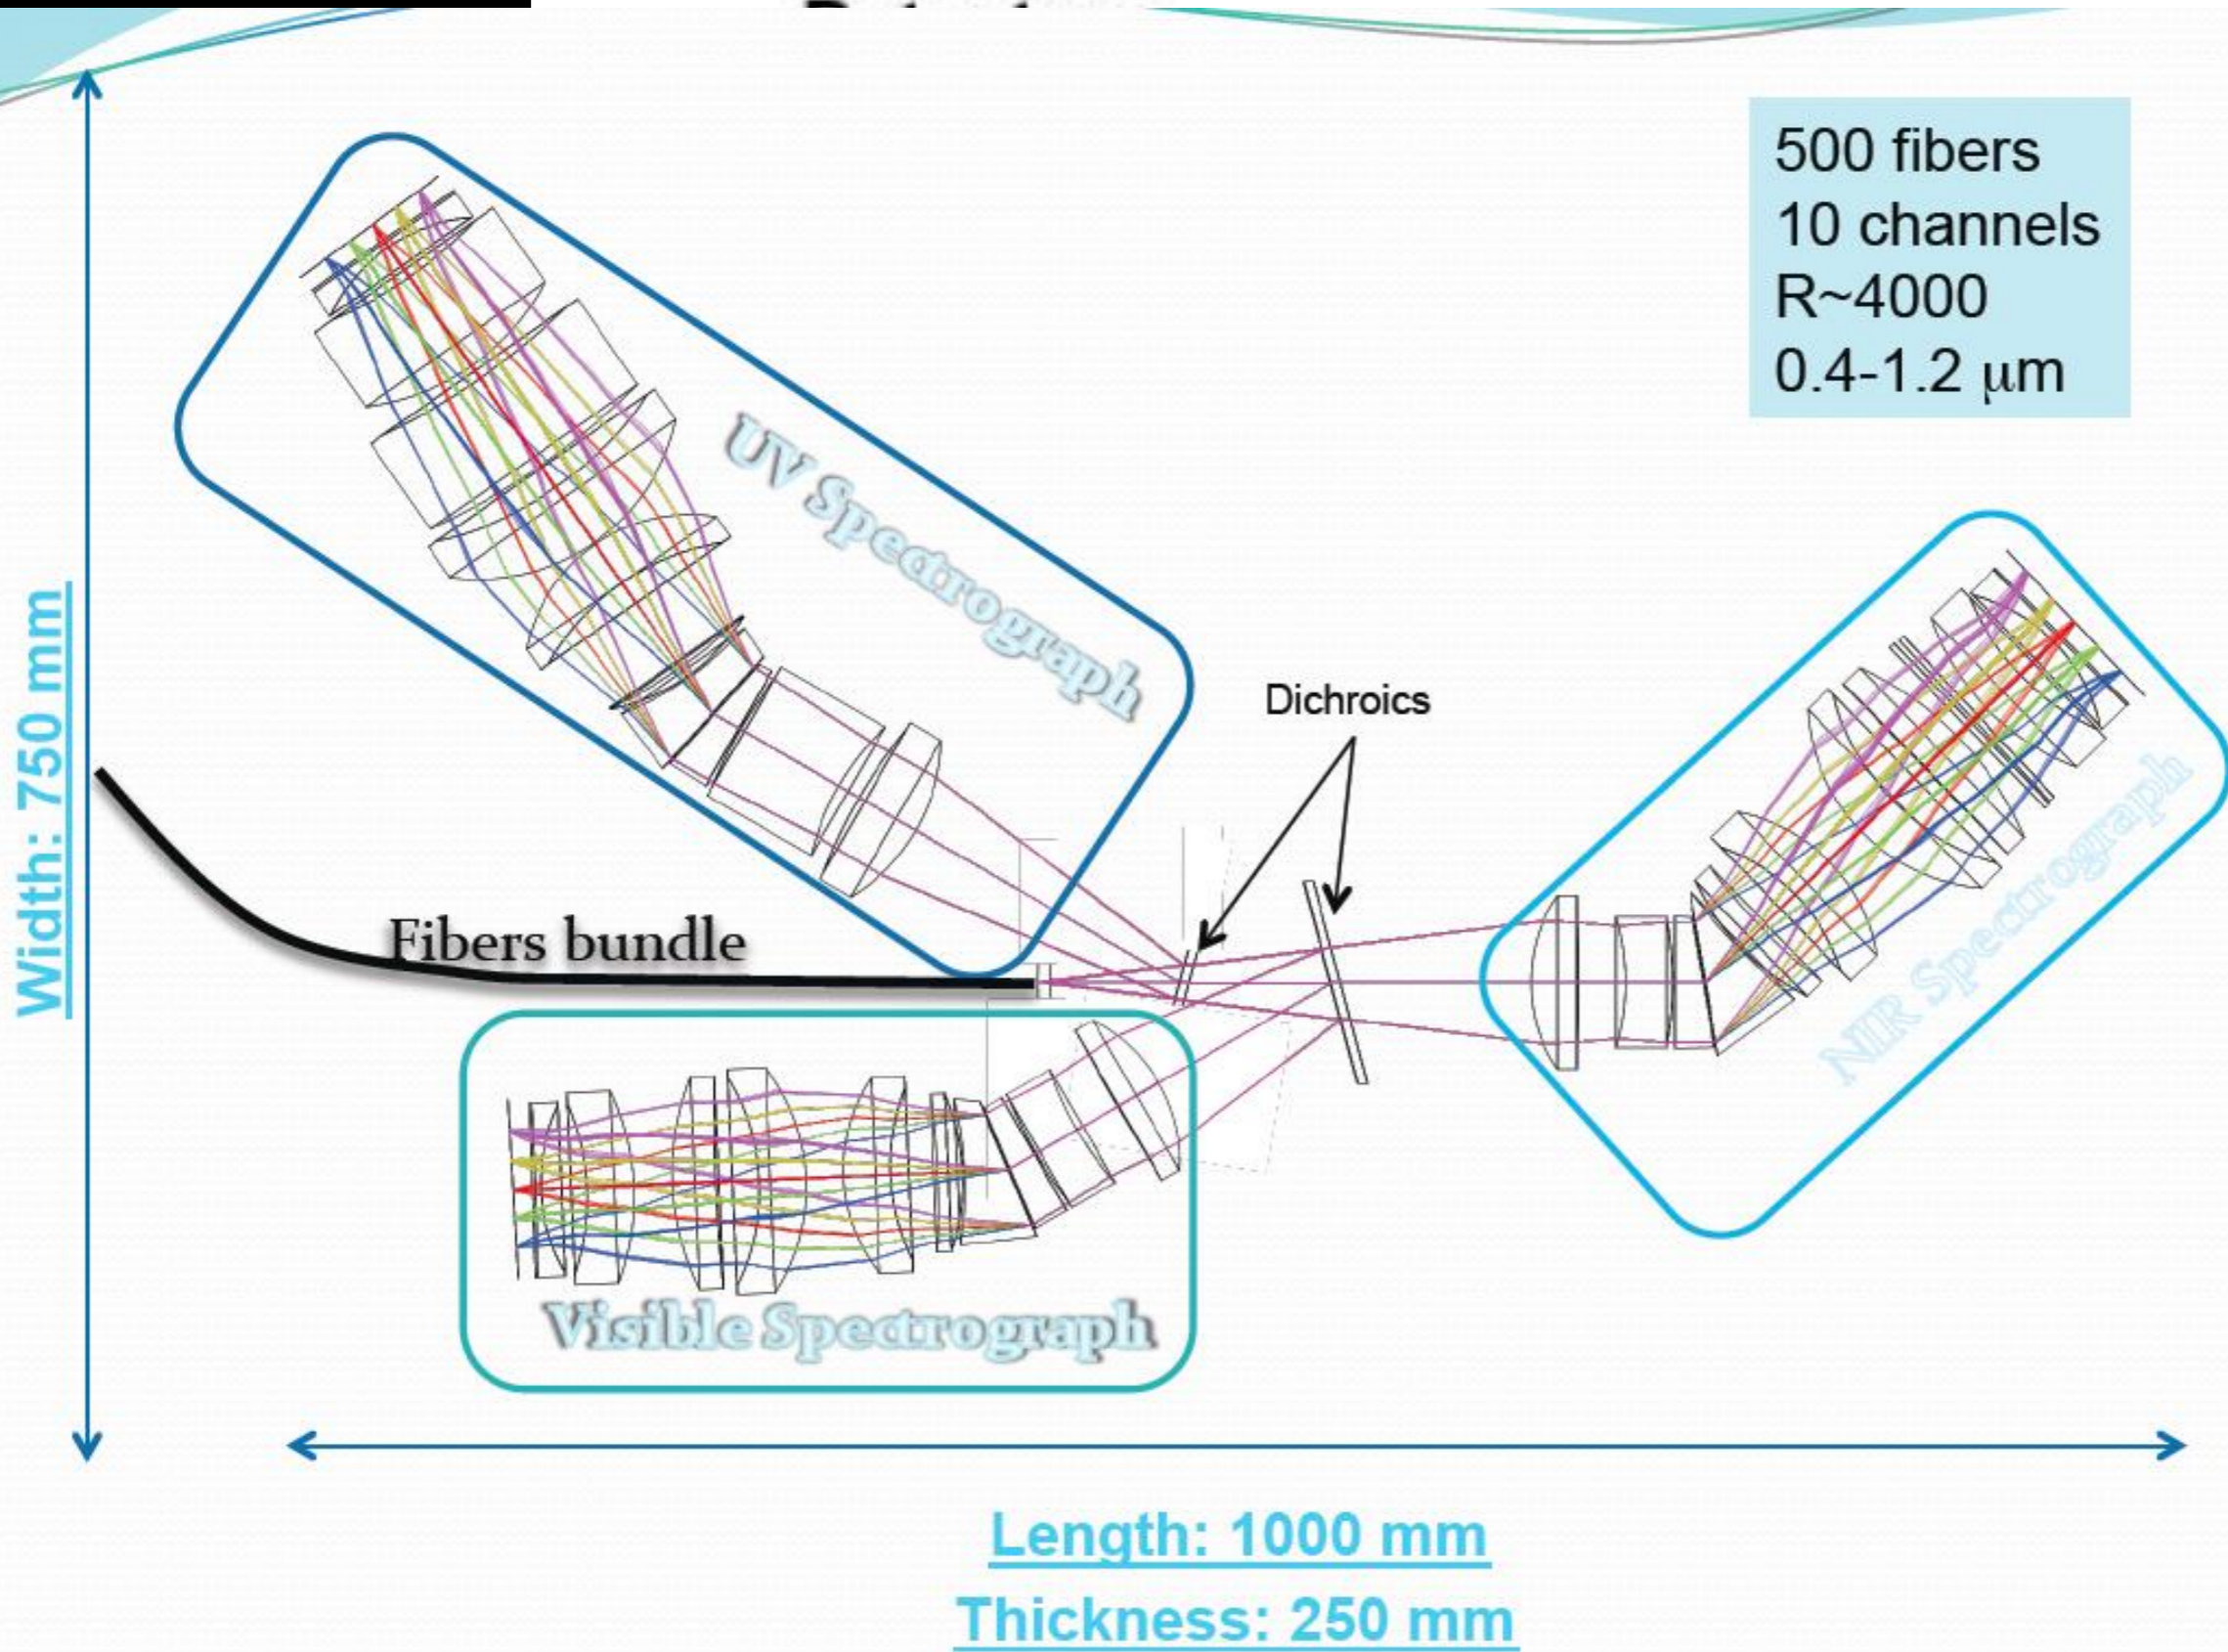 500 fibers
10 channels
R~4000
0.4-1.2 μm
UV Spectrograph
Dichroics
Width: 750 mm
Fibers bundle
NIR Spectrograph
Visible Spectrograph
Length: 1000 mm
Thickness: 250 mm